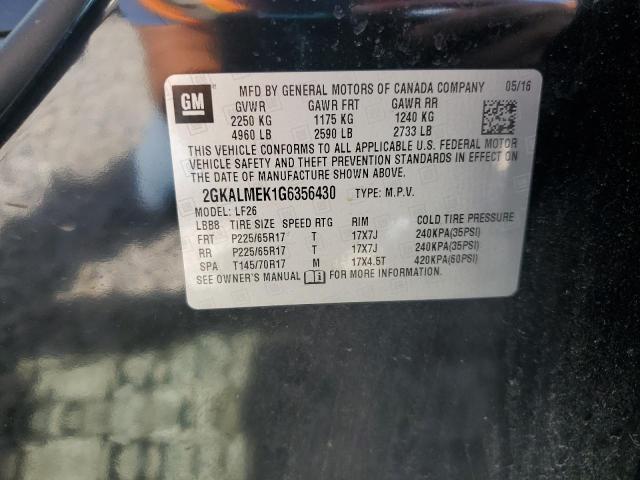 GM
MFD BY GENERAL MOTORS OF CANADA COMPANY 05/16
GVWR GAWR FRT GAWR RR
2250 KG 1175 KG 1240 KG
4960 LB 2590 LB 2733 LB
THIS VEHICLE CONFORMS TO ALL APPLICABLE U.S. FEDERAL MOTOR
VEHICLE SAFETY AND THEFT PREVENTION STANDARDS IN EFFECT ON
THE DATE OF MANUFACTURE SHOWN ABOVE.
2GKALMEK1G6356430 TYPE: M.P.V.
MODEL: LF26
LBB8 TIRE SIZE SPEED RTG RIM COLD TIRE PRESSURE
FRT P225/65R17 T 17X7J 240KPA(35PSI)
RR P225/65R17 T 17X7J 240KPA(35PSI)
SPA T145/70R17 M 17X4.5T 420KPA(60PSI)
SEE OWNER'S MANUAL FOR MORE INFORMATION.